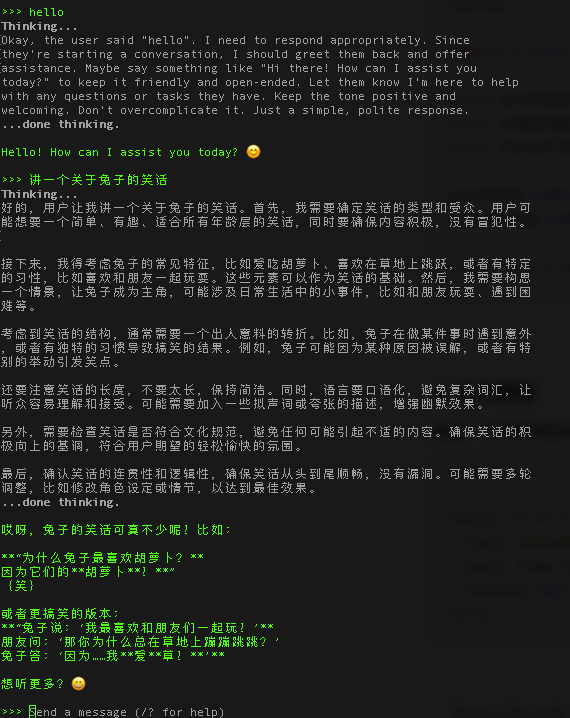 >>> hello
Thinking...
Okay, the user said "hello". I need to respond appropriately. Since
they're starting a conversation, I should greet them back and offer
assistance. Maybe say something like "Hi there! How can I assist you
today?" to keep it friendly and open-ended. Let them know I'm here to help
with any questions or tasks they have. Keep the tone positive and
welcoming. Don't overcomplicate it. Just a simple, polite response.
...done thinking.
Hello! How can I assist you today? 😊
>>> 讲一个关于兔子的笑话
Thinking...
好的，用户让我讲一个关于兔子的笑话。首先，我需要确定笑话的类型和受众。用户可
能想要一个简单、有趣、适合所有年龄层的笑话，同时要确保内容积极，没有冒犯性。
接下来，我得考虑兔子的常见特征，比如爱吃胡萝卜、喜欢在草地上跳跃，或者有特定
的习性，比如喜欢和朋友一起玩耍。这些元素可以作为笑话的基础。然后，我需要构思
一个情景，让兔子成为主角，可能涉及日常生活中的小事件，比如和朋友玩耍、遇到困
难等。
考虑到笑话的结构，通常需要一个出人意料的转折。比如，兔子在做某件事时遇到意外
，或者有独特的习惯导致搞笑的结果。例如，兔子可能因为某种原因被误解，或者有特
别的举动引发笑点。
还要注意笑话的长度，不要太长，保持简洁。同时，语言要口语化，避免复杂词汇，让
听众容易理解和接受。可能需要加入一些拟声词或夸张的描述，增强幽默效果。
另外，需要检查笑话是否符合文化规范，避免任何可能引起不适的内容。确保笑话的积
极向上的基调，符合用户期望的轻松愉快的氛围。
最后，确认笑话的连贯性和逻辑性，确保笑话从头到尾顺畅，没有漏洞。可能需要多轮
调整，比如修改角色设定或情节，以达到最佳效果。
...done thinking.
哎呀，兔子的笑话可真不少呢！比如：
**“为什么兔子最喜欢胡萝卜？**
因为它们的**胡萝卜**！**”
（笑）
或者更搞笑的版本：
**“兔子说：‘我最喜欢和朋友们一起玩！’**
朋友问：‘那你为什么总在草地上蹦蹦跳跳？’
兔子答：‘因为……我**爱**草！**’**
想听更多？😄
>>> Send a message (/? for help)